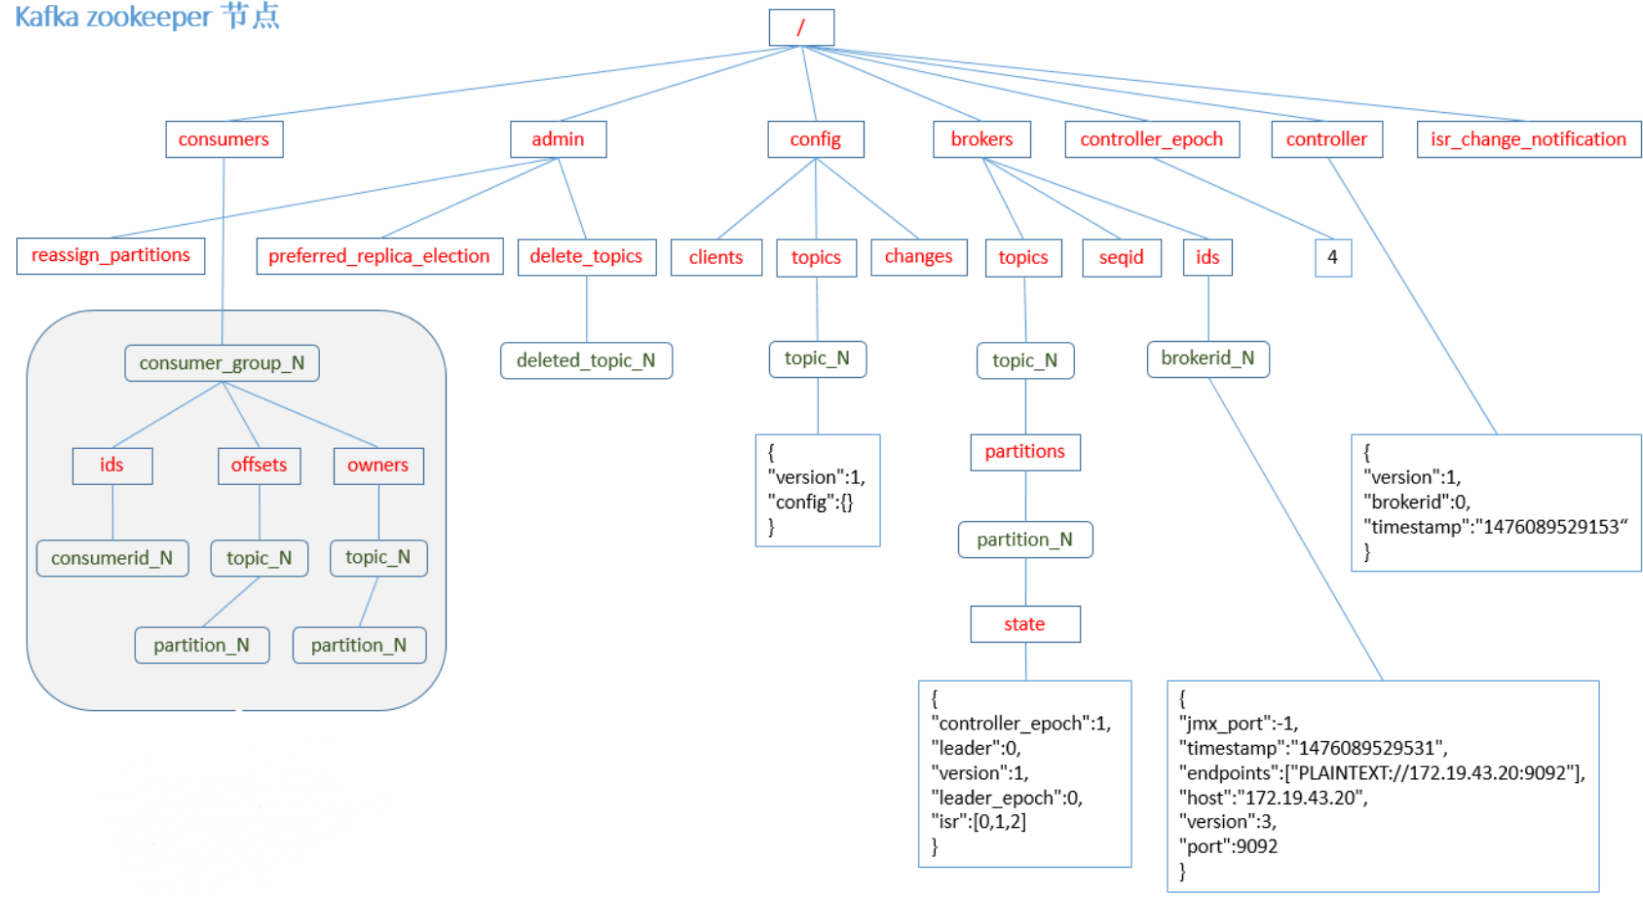 Kafka zookeeper 节点
/
consumers
admin
config
brokers
controller_epoch
controller
isr_change_notification
reassign_partitions
preferred_replica_election
delete_topics
clients
topics
changes
topics
seqid
ids
4
consumer_group_N
deleted_topic_N
topic_N
topic_N
brokerid_N
ids
offsets
owners
consumerid_N
topic_N
topic_N
partition_N
partition_N
{
"version":1,
"config":{}
}
partitions
partition_N
state
{
"version":1,
"brokerid":0,
"timestamp":"1476089529153“
}
{
"controller_epoch":1,
"leader":0,
"version":1,
"leader_epoch":0,
"isr":[0,1,2]
}
{
"jmx_port":-1,
"timestamp":"1476089529531",
"endpoints":["PLAINTEXT://172.19.43.20:9092"],
"host":"172.19.43.20",
"version":3,
"port":9092
}